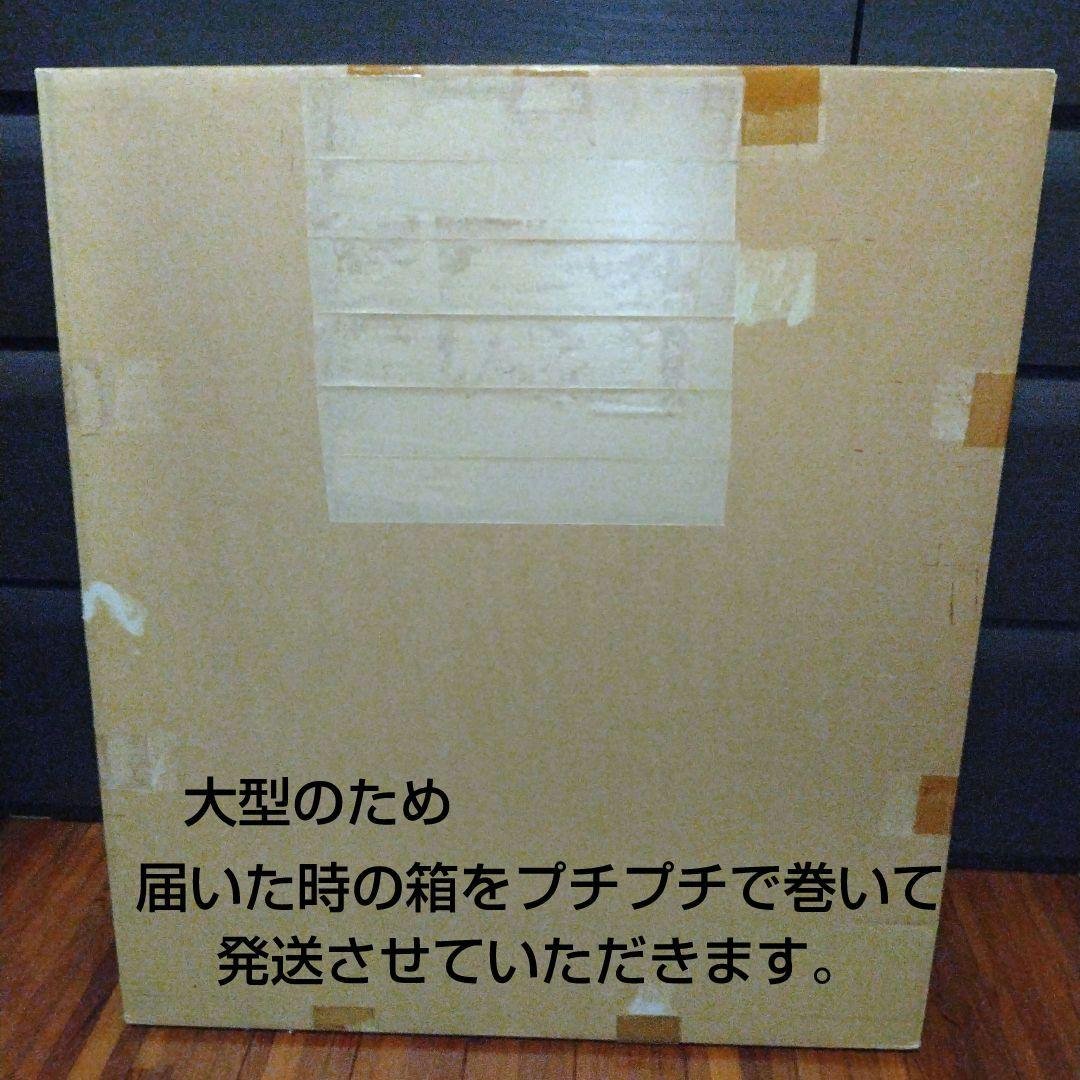 大型のため
届いた時の箱をプチプチで巻いて
発送させていただきます。